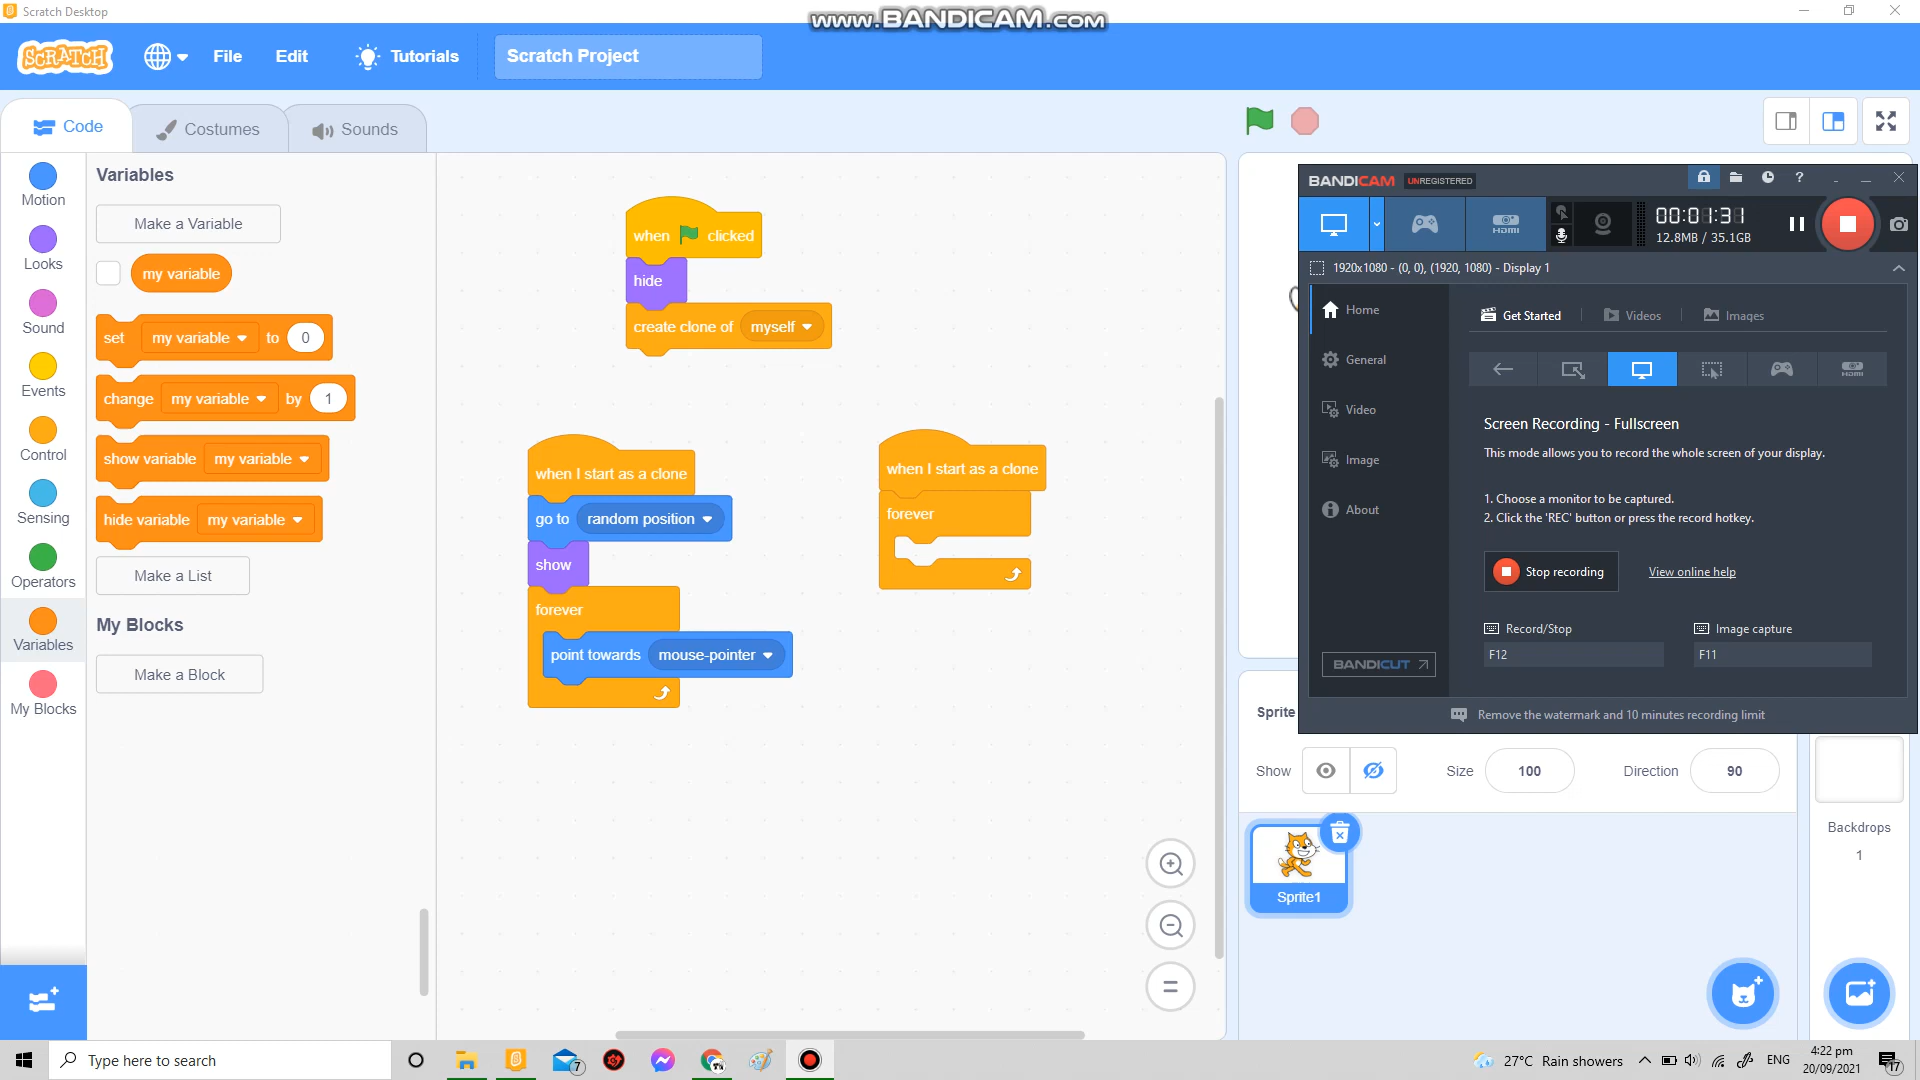 Scratch Desktop
www.BANDICAM.com
SCRATCH
File
Edit
Tutorials
Scratch Project
Code
Costumes
Sounds
Motion
Looks
Sound
Events
Control
Sensing
Operators
Variables
My Blocks
Variables
Make a Variable
my variable
set my variable to 0
change my variable by 1
show variable my variable
hide variable my variable
Make a List
My Blocks
Make a Block
when clicked
hide
create clone of myself
when I start as a clone
go to random position
show
forever
point towards mouse-pointer
when I start as a clone
forever
BANDICAM UNREGISTERED
?
HDMI
00:01:31
12.8MB / 35.1GB
1920x1080 - (0, 0), (1920, 1080) - Display 1
Home
General
Video
Image
About
BANDICUT
Get Started
Videos
Images
HDMI
Screen Recording - Fullscreen
This mode allows you to record the whole screen of your display.
1. Choose a monitor to be captured.
2. Click the 'REC' button or press the record hotkey.
Stop recording
View online help
Record/Stop
F12
Image capture
F11
Remove the watermark and 10 minutes recording limit
Sprite
Show
Size
100
Direction
90
Sprite1
Backdrops
1
Type here to search
7
27°C Rain showers
ENG
4:22 pm
20/09/2021
17